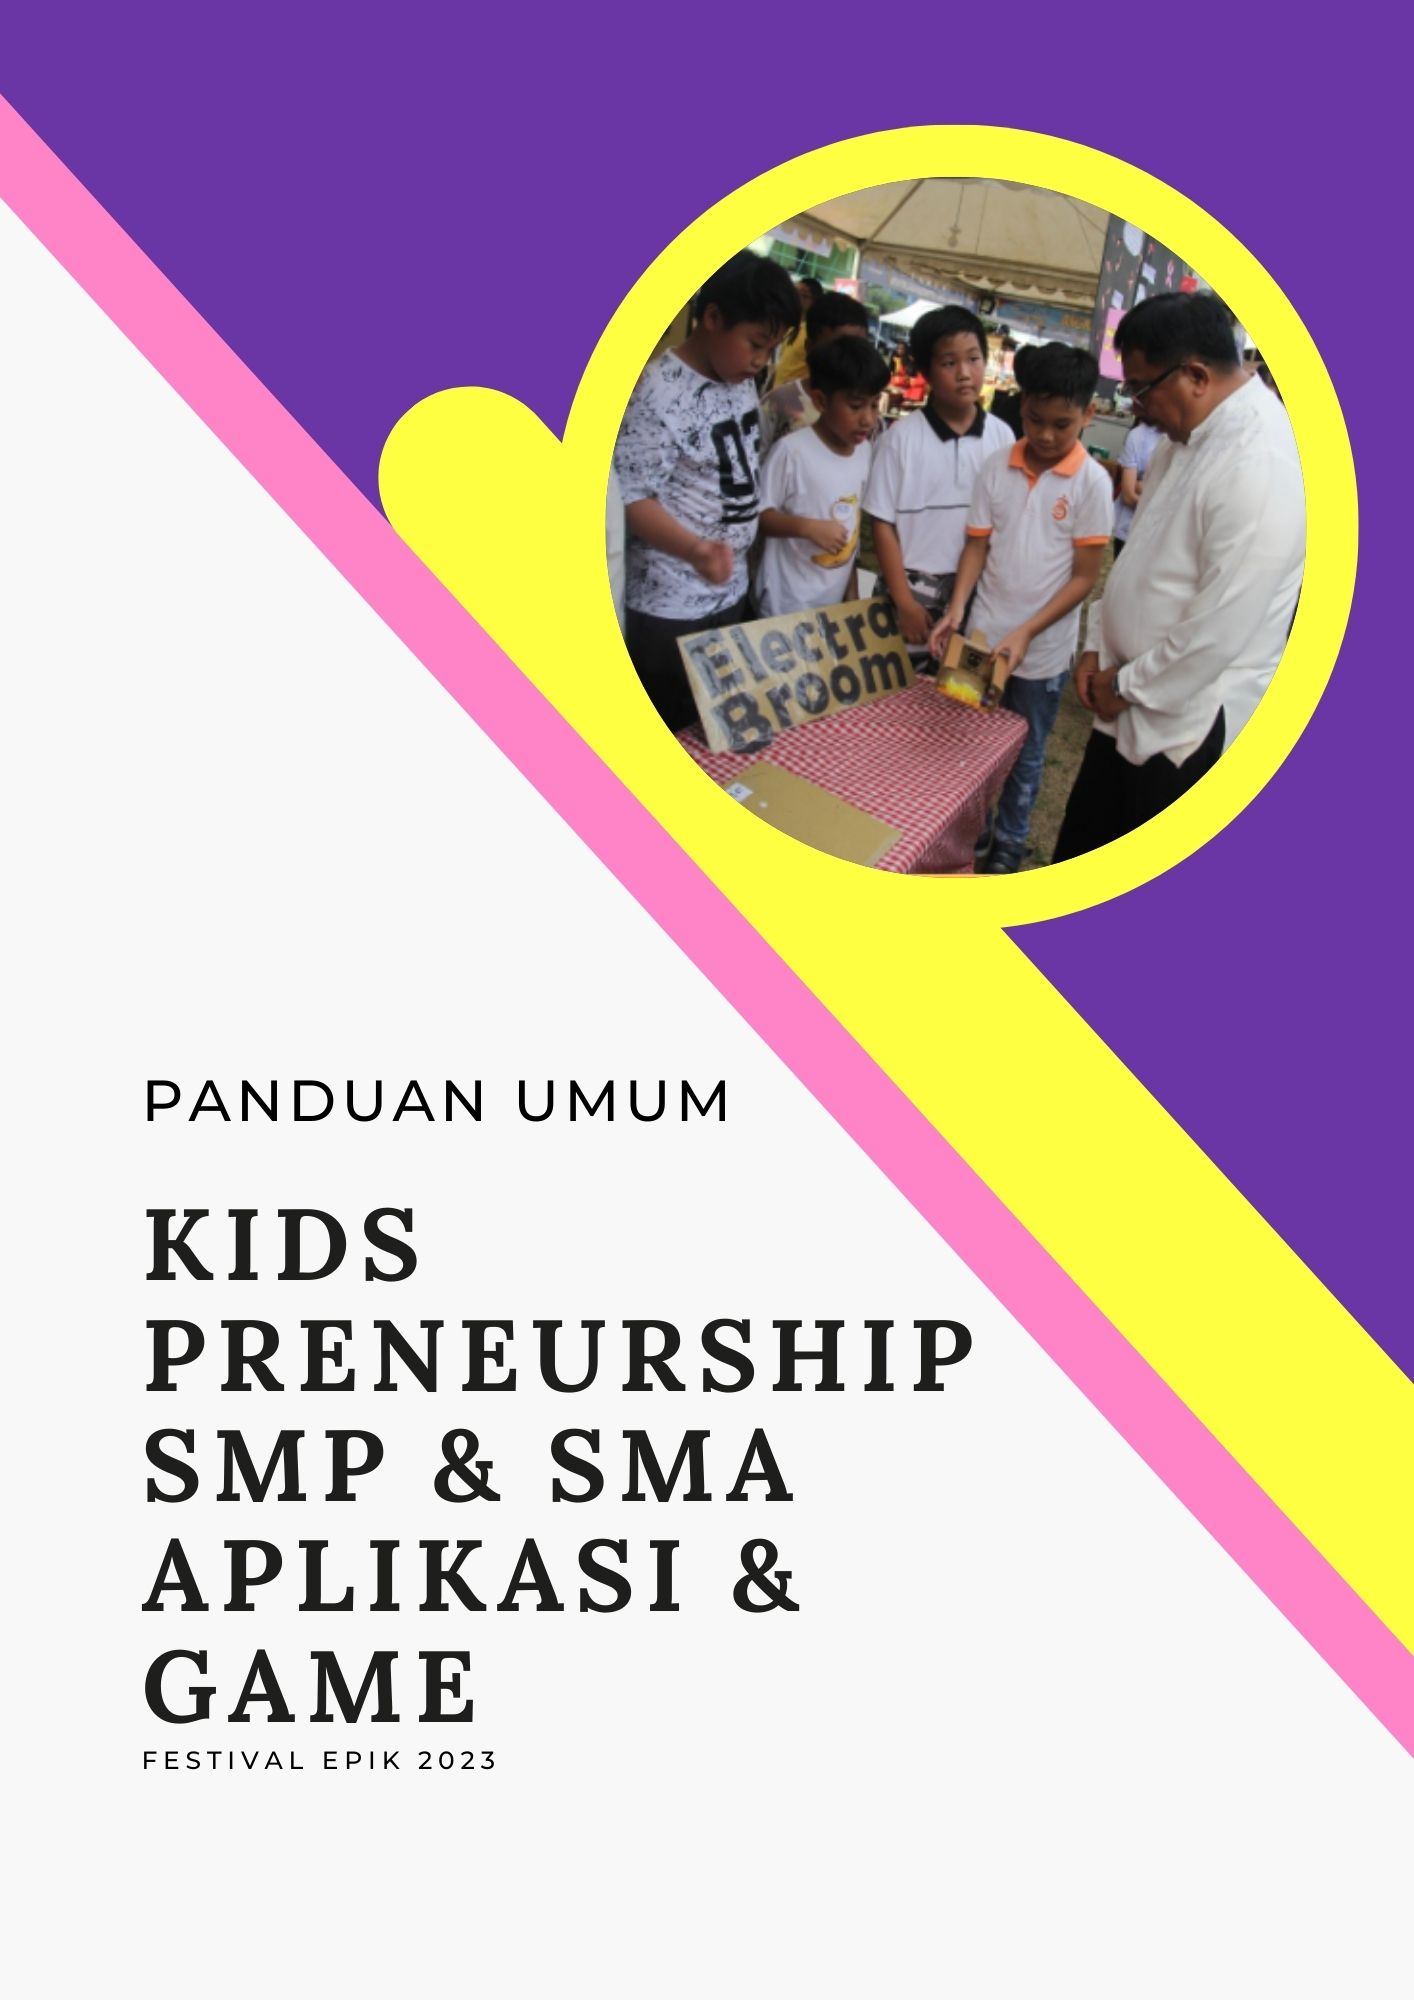 Electra
Broom
PANDUAN UMUM
KIDS
PRENEURSHIP
SMP & SMA
APLIKASI &
GAME
FESTIVAL EPIK 2023